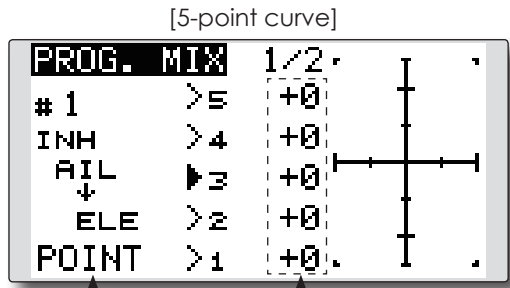 [5-point curve]
PROG. MIX 1/2
#1 >5 +0
INH >4 +0
AIL ▶3 +0
↓
ELE >2 +0
POINT >1 +0